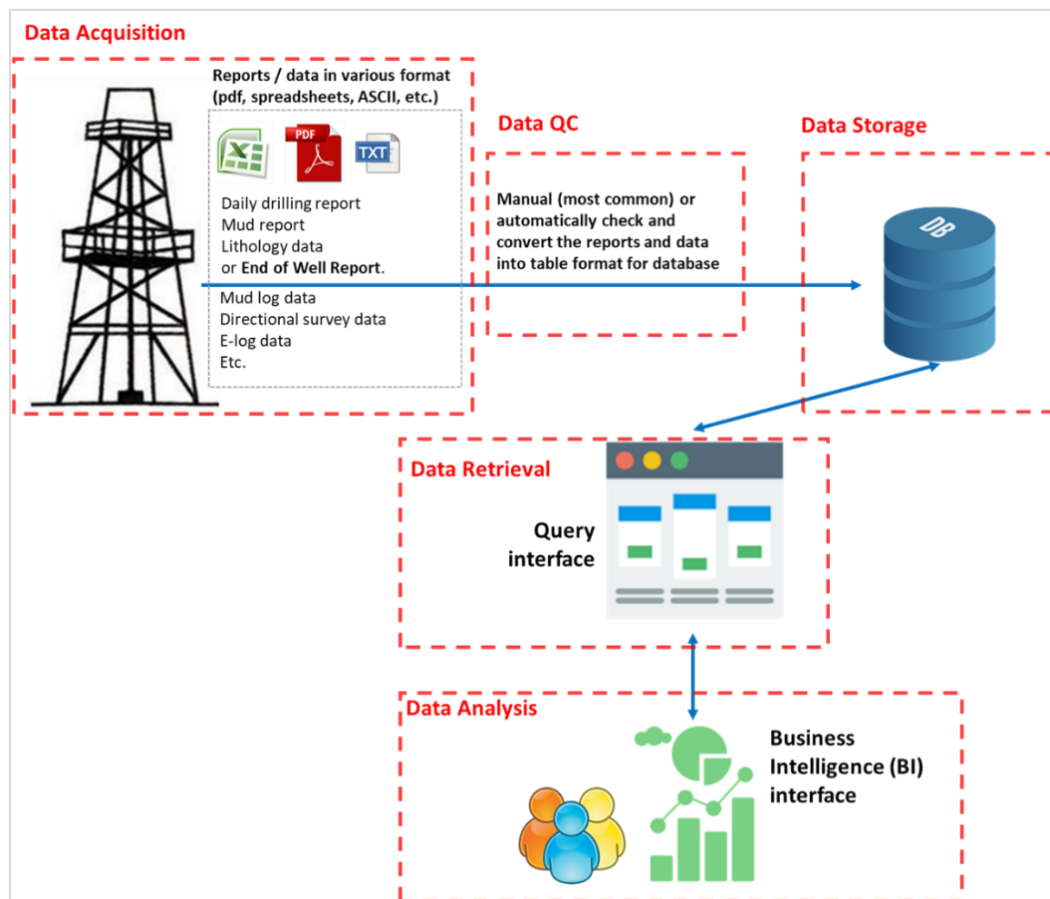 Data Acquisition
Reports / data in various format
(pdf, spreadsheets, ASCII, etc.)
X
PDF
TXT
Daily drilling report
Mud report
Lithology data
or End of Well Report.
Mud log data
Directional survey data
E-log data
Etc.
Data QC
Manual (most common) or
automatically check and
convert the reports and data
into table format for database
Data Storage
DB
Data Retrieval
Query
interface
Data Analysis
Business
Intelligence (BI)
interface